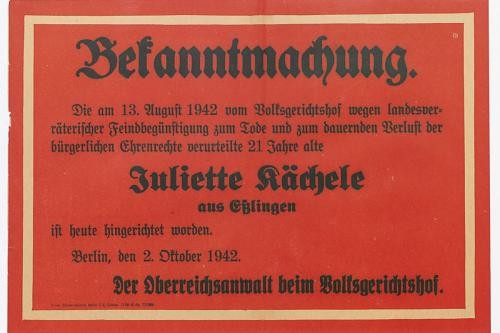 Bekanntmachung.
Die am 13. August 1942 vom Volksgerichtshof wegen landesver-
räterischer Feindbegünstigung zum Tode und zum dauernden Verlust der
bürgerlichen Ehrenrechte verurteilte 21 Jahre alte
Juliette Kächele
aus Eßlingen
ist heute hingerichtet worden.
Berlin, den 2. Oktober 1942.
Der Oberreichsanwalt beim Volksgerichtshof.